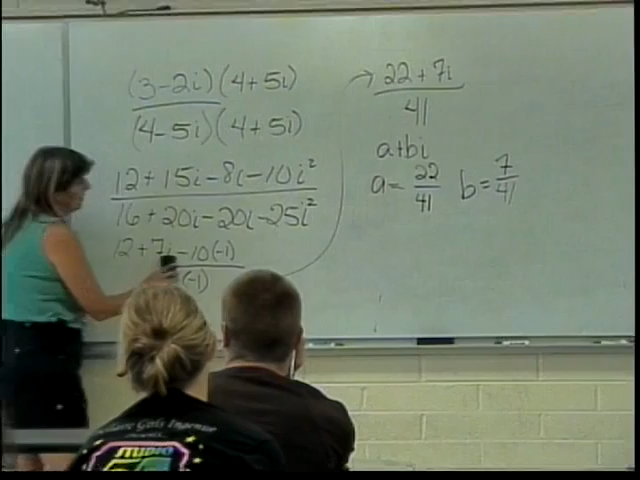 (3-2i)(4+5i)
(4-5i)(4+5i)
12+15i-8i-10i²
16+20i-20i-25i²
12+7i-10(-1)
(-1)
22+7i
41
a+bi
a=22/41 b=7/41
STUDIO